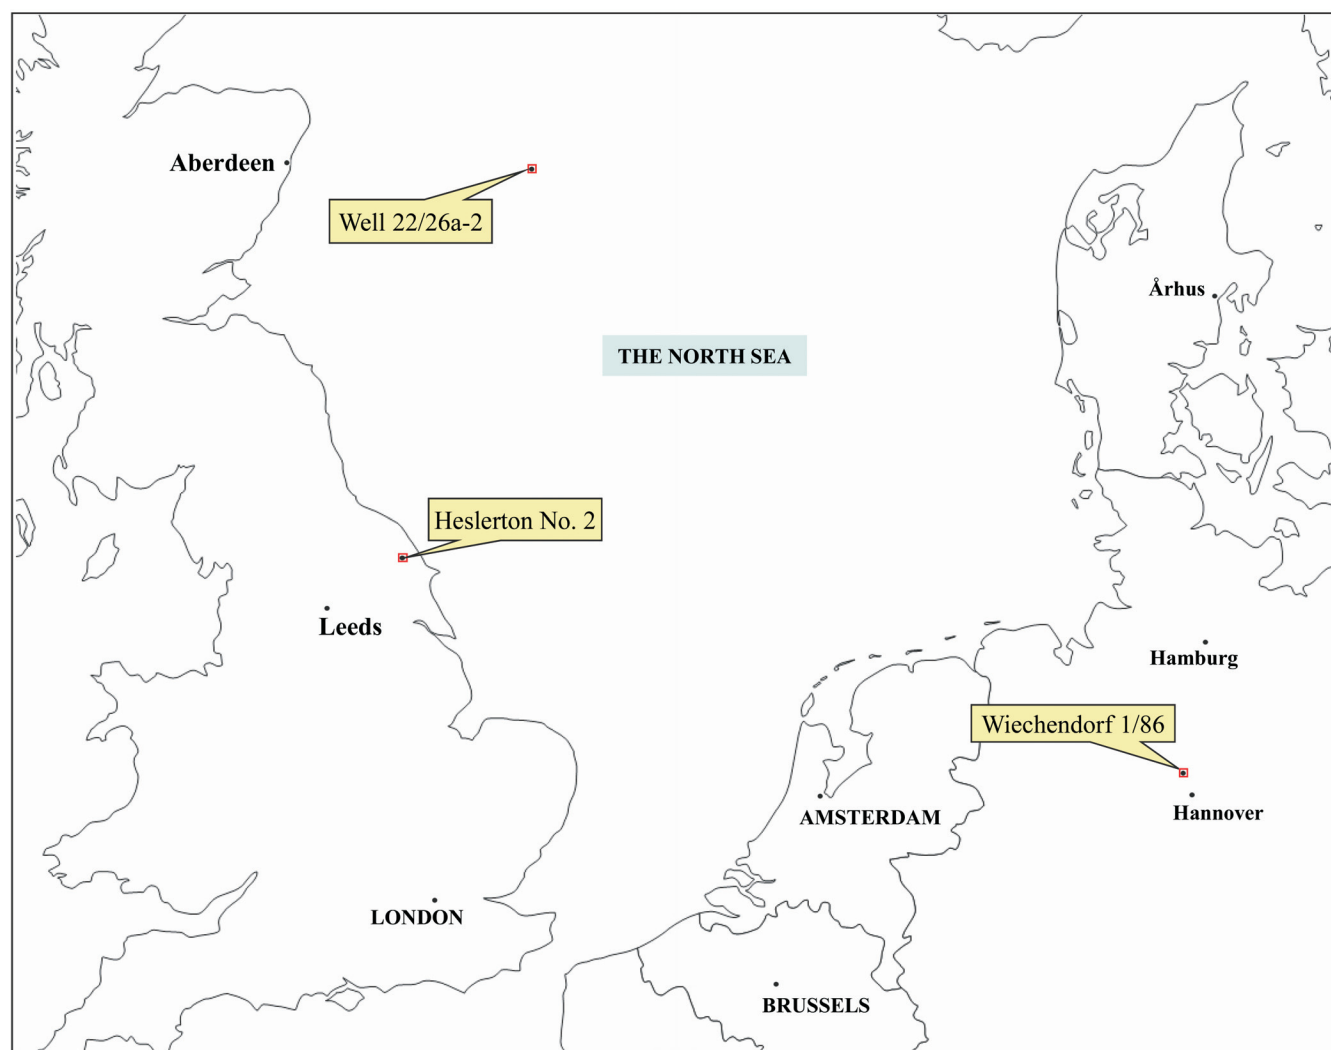 Aberdeen
Well 22/26a-2
Århus
THE NORTH SEA
Heslerton No. 2
Leeds
Hamburg
Wiechendorf 1/86
Hannover
AMSTERDAM
LONDON
BRUSSELS